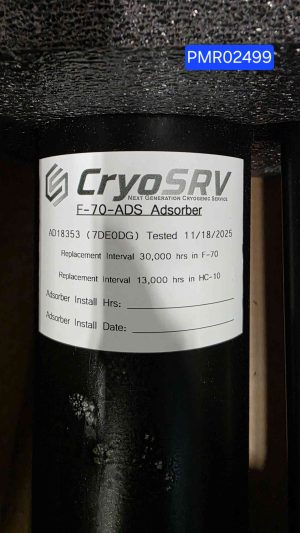 PMR02499
CryoSRV
NEXT GENERATION CRYOGENIC SERVICE
F-70-ADS Adsorber
AD18353 (7DE0DG) Tested 11/18/2025
Replacement Interval 30,000 hrs in F-70
Replacement Interval 13,000 hrs in HC-10
Adsorber Install Hrs:
Adsorber Install Date: